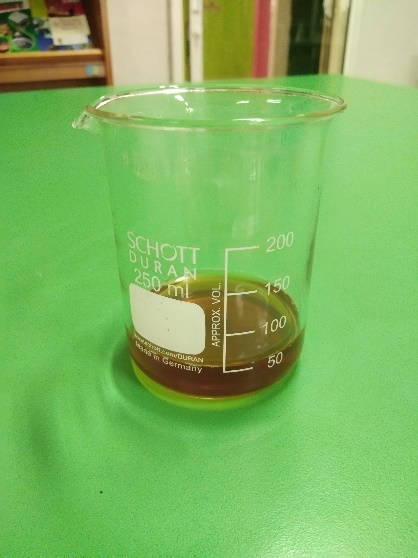 SCHOTT
DURAN
250 ml
Made in Germany
APPROX. VOL.
200
150
100
50